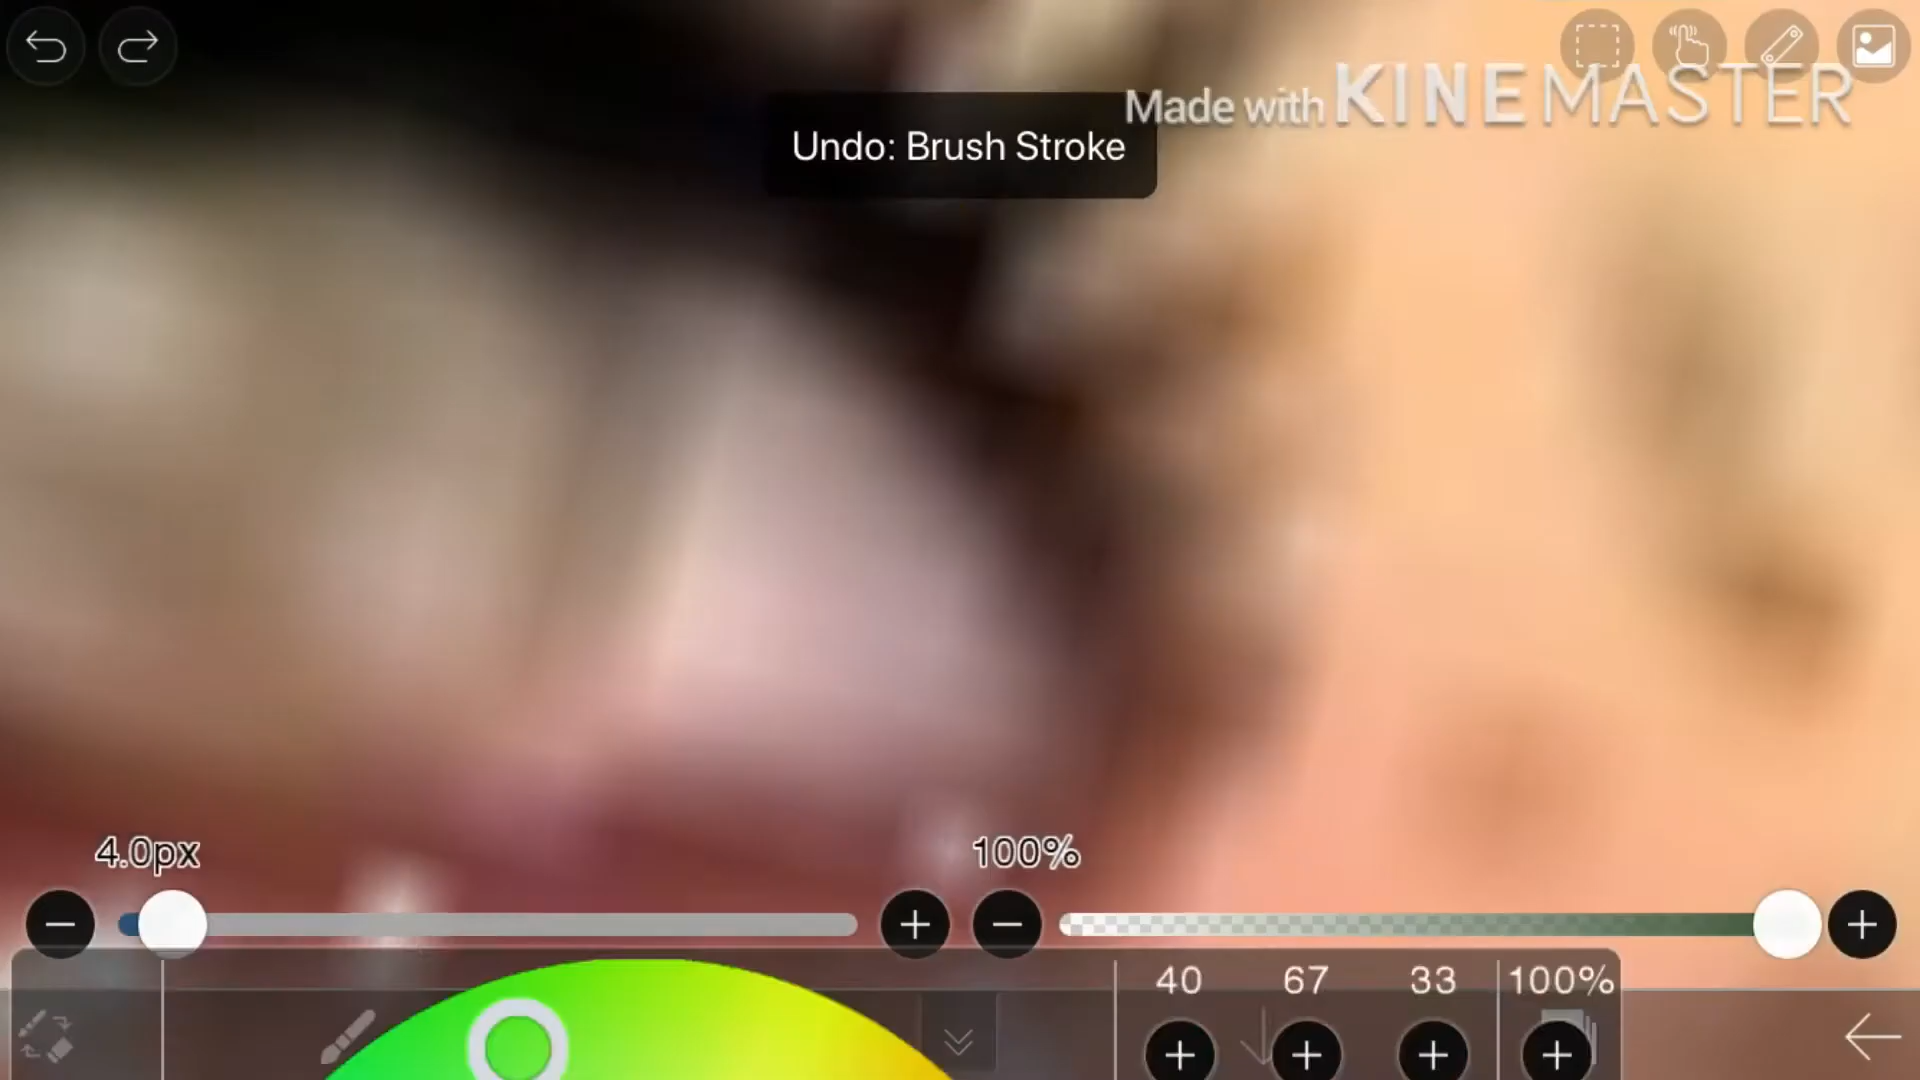 Made with KINEMASTER
Undo: Brush Stroke
4.0px
100%
40 67 33 100%